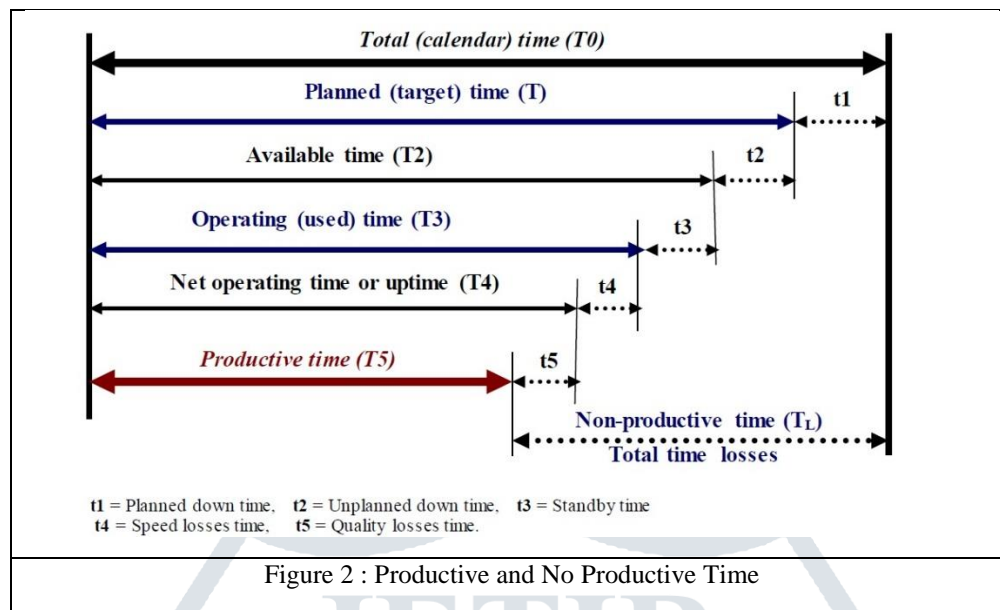 Total (calendar) time (T0)
Planned (target) time (T)
t1
Available time (T2)
t2
Operating (used) time (T3)
t3
Net operating time or uptime (T4)
t4
Productive time (T5)
t5
Non-productive time (TL)
Total time losses
t1 = Planned down time, t2 = Unplanned down time, t3 = Standby time
t4 = Speed losses time, t5 = Quality losses time.
Figure 2 : Productive and No Productive Time